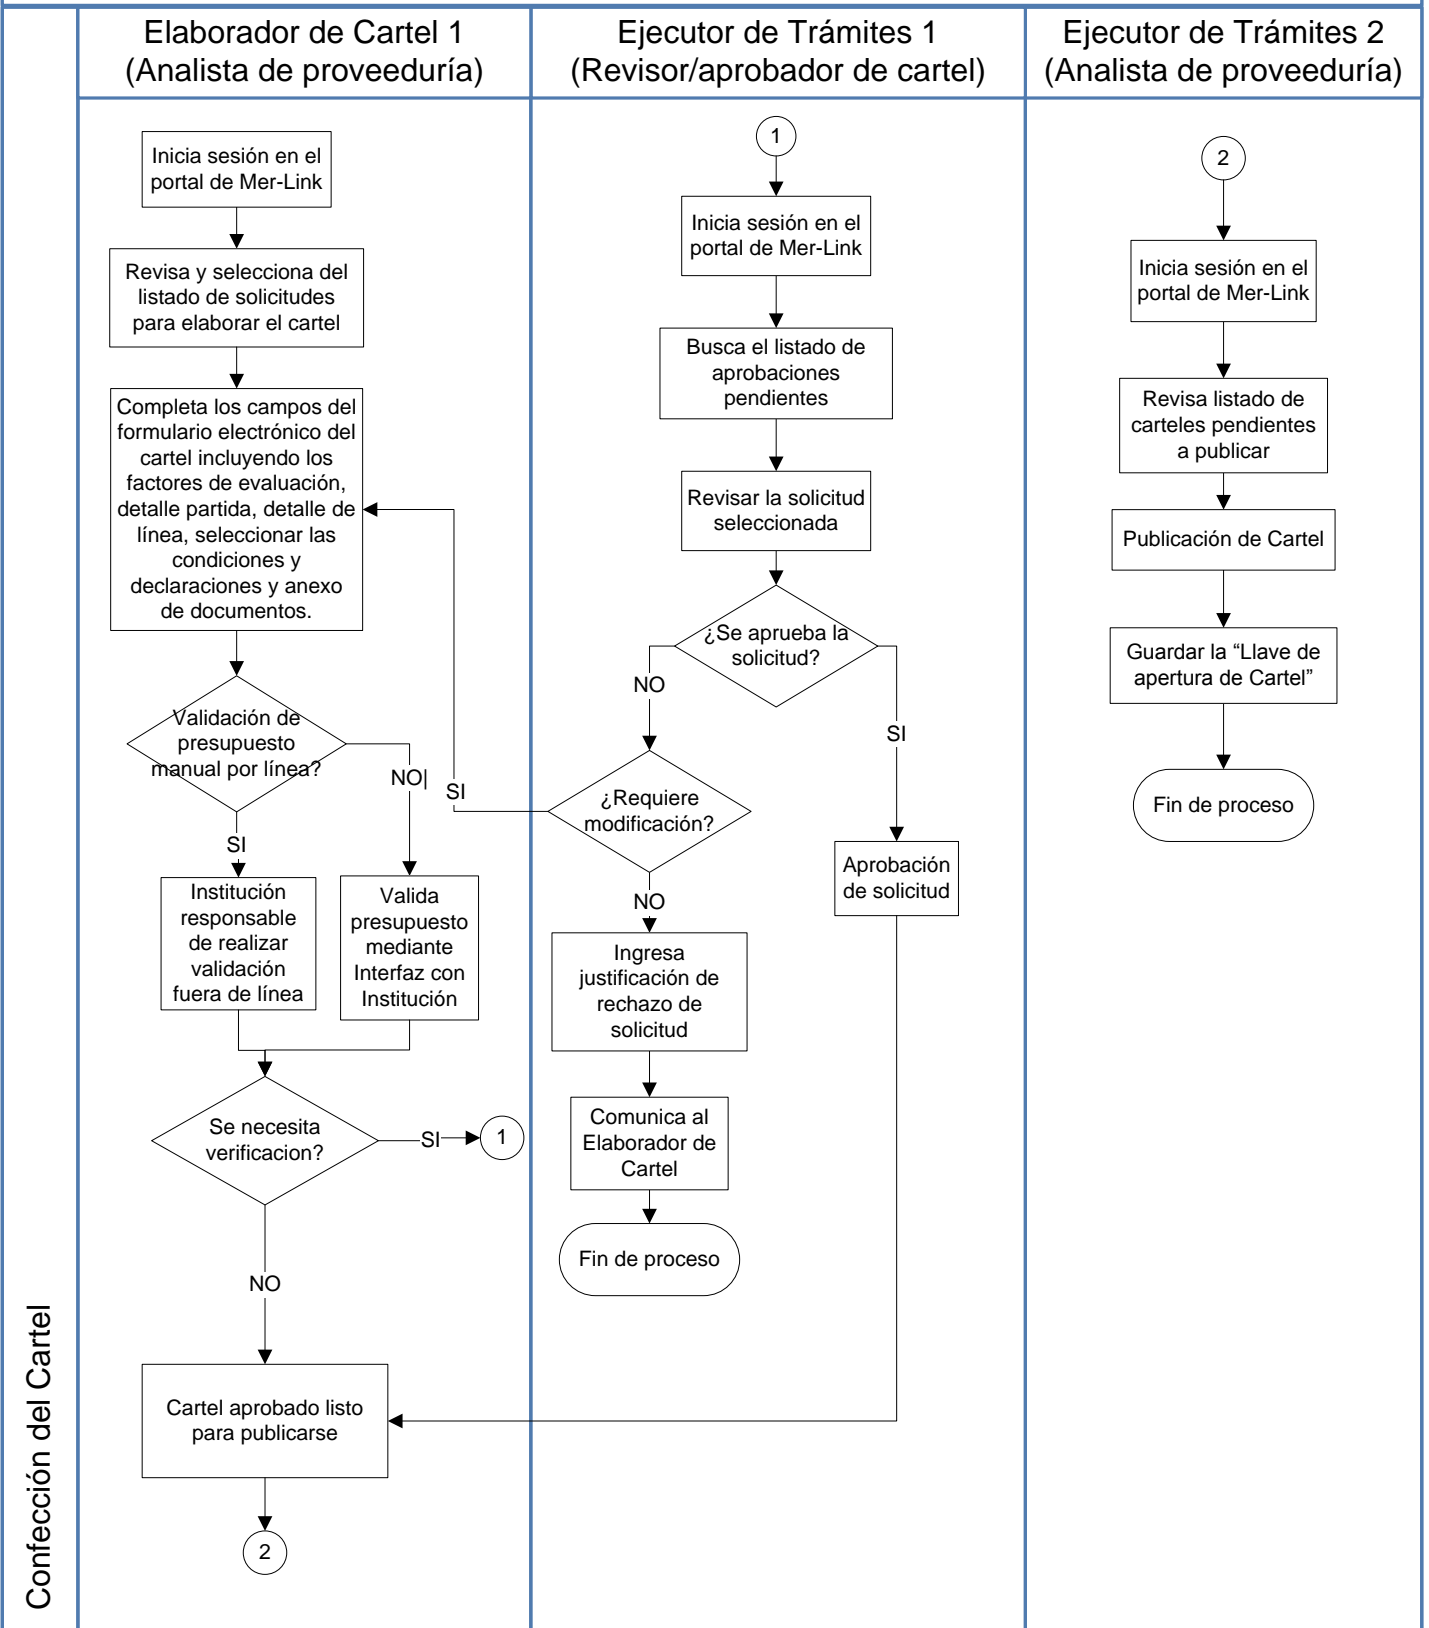 Elaborador de Cartel 1
(Analista de proveeduría)
Ejecutor de Trámites 1
(Revisor/aprobador de cartel)
Ejecutor de Trámites 2
(Analista de proveeduría)
Confección del Cartel
Inicia sesión en el
portal de Mer-Link
Revisa y selecciona del
listado de solicitudes
para elaborar el cartel
Completa los campos del
formulario electrónico del
cartel incluyendo los
factores de evaluación,
detalle partida, detalle de
línea, seleccionar las
condiciones y
declaraciones y anexo
de documentos.
Validación de
presupuesto
manual por línea?
NO|
SI
Institución
responsable
de realizar
validación
fuera de línea
Valida
presupuesto
mediante
Interfaz con
Institución
Se necesita
verificacion?
SI
1
NO
Cartel aprobado listo
para publicarse
2
1
Inicia sesión en el
portal de Mer-Link
Busca el listado de
aprobaciones
pendientes
Revisar la solicitud
seleccionada
¿Se aprueba la
solicitud?
NO
SI
¿Requiere
modificación?
SI
NO
Aprobación
de solicitud
Ingresa
justificación de
rechazo de
solicitud
Comunica al
Elaborador de
Cartel
Fin de proceso
2
Inicia sesión en el
portal de Mer-Link
Revisa listado de
carteles pendientes
a publicar
Publicación de Cartel
Guardar la “Llave de
apertura de Cartel”
Fin de proceso